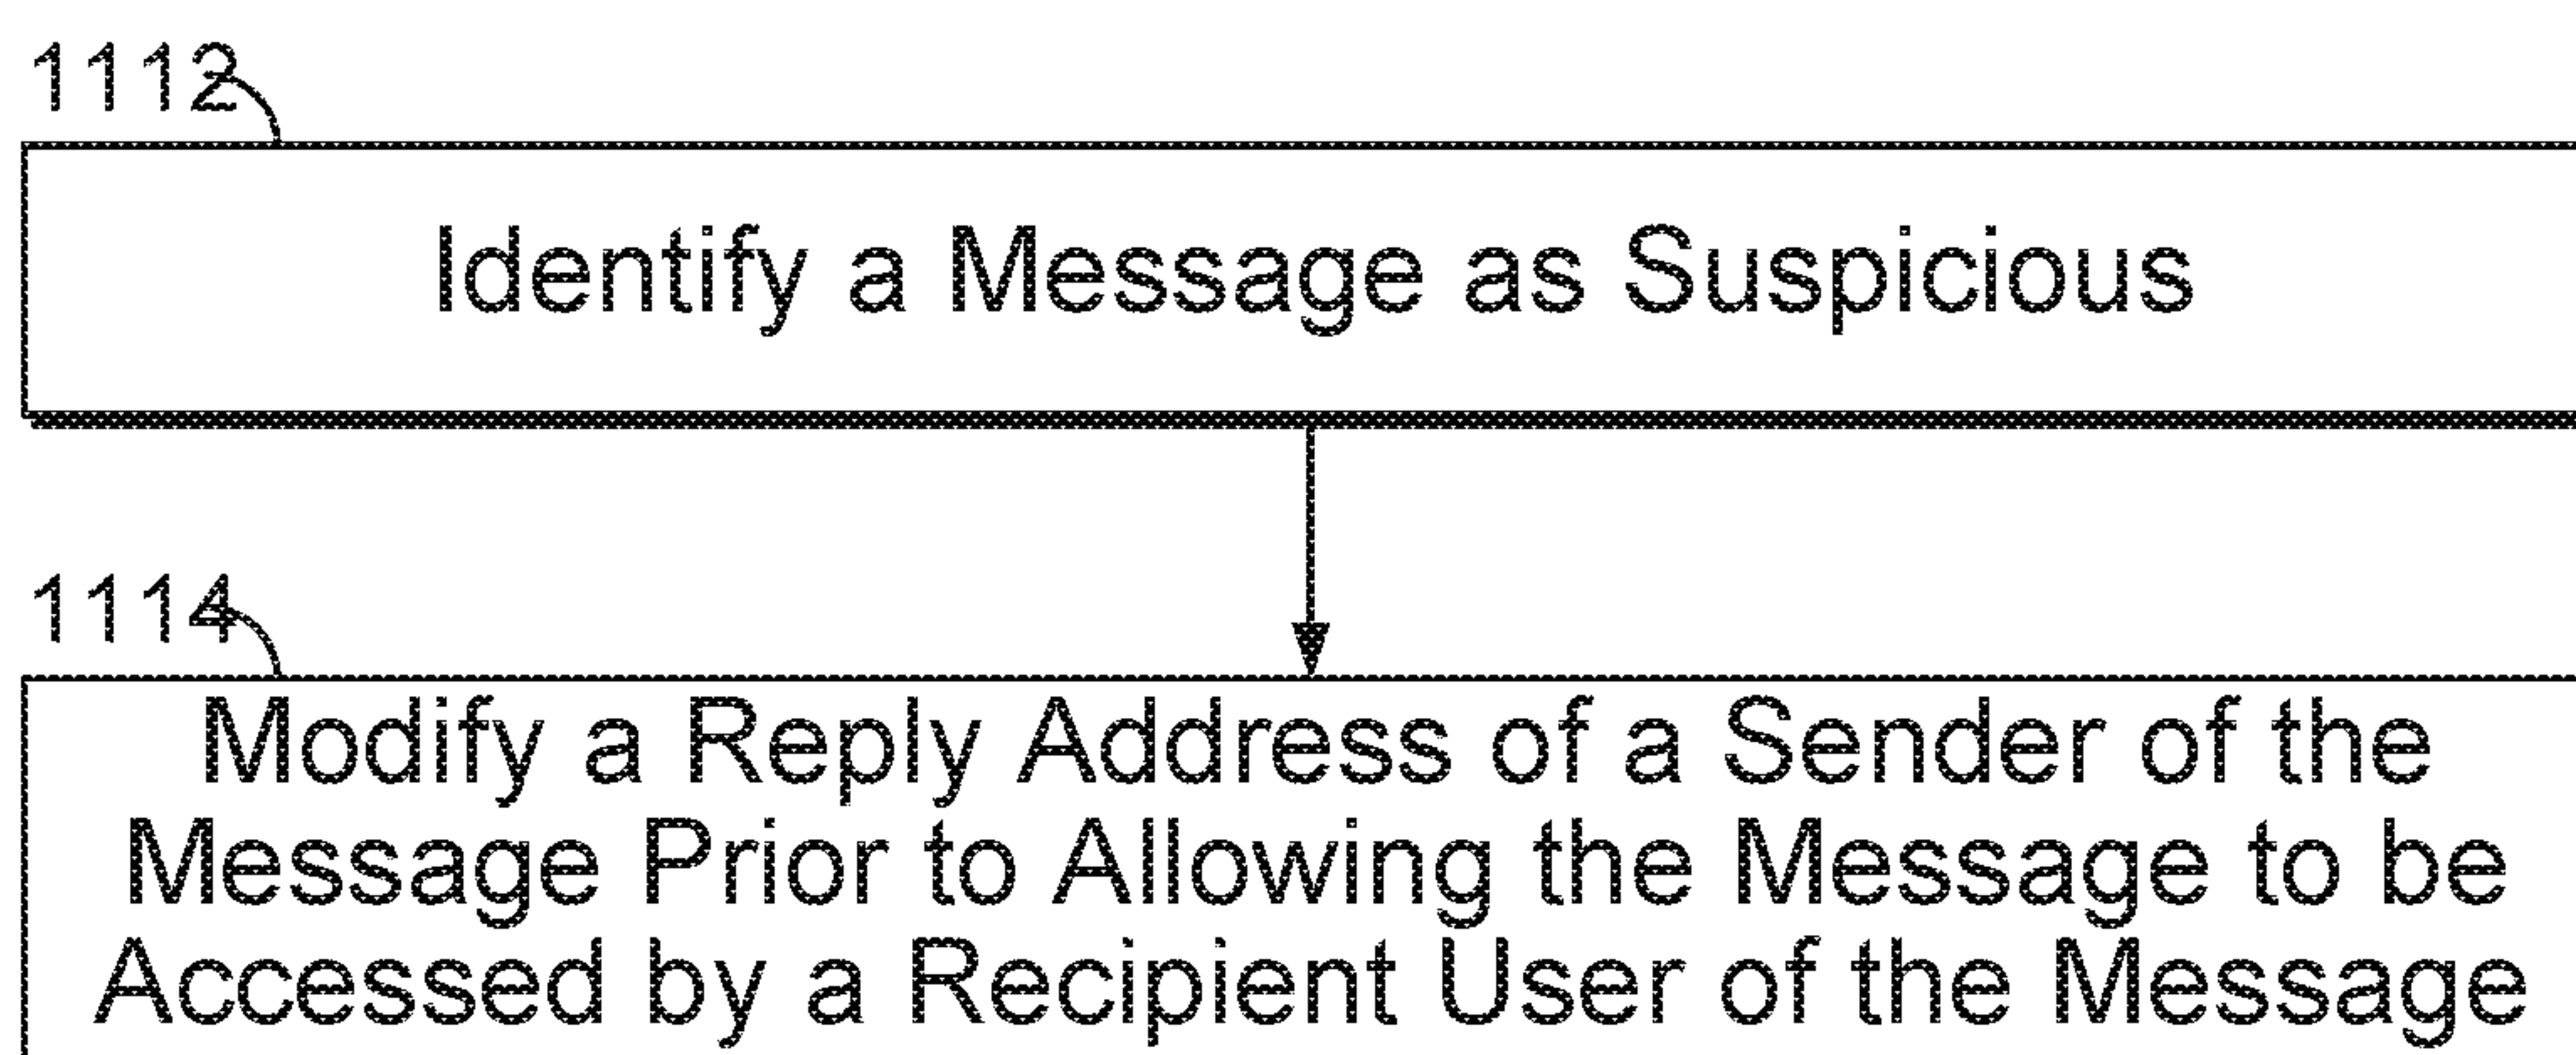 1112
Identify a Message as Suspicious
1114
Modify a Reply Address of a Sender of the
Message Prior to Allowing the Message to be
Accessed by a Recipient User of the Message